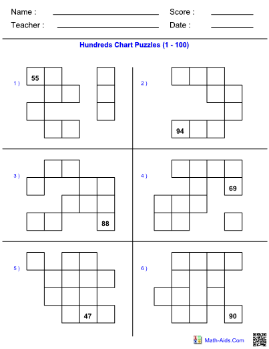 Name : Score :
Teacher : Date :
Hundreds Chart Puzzles (1 - 100)
1 ) 55
2 ) 94
3 ) 88
4 ) 69
5 ) 47
6 ) 90
Math-Aids.Com